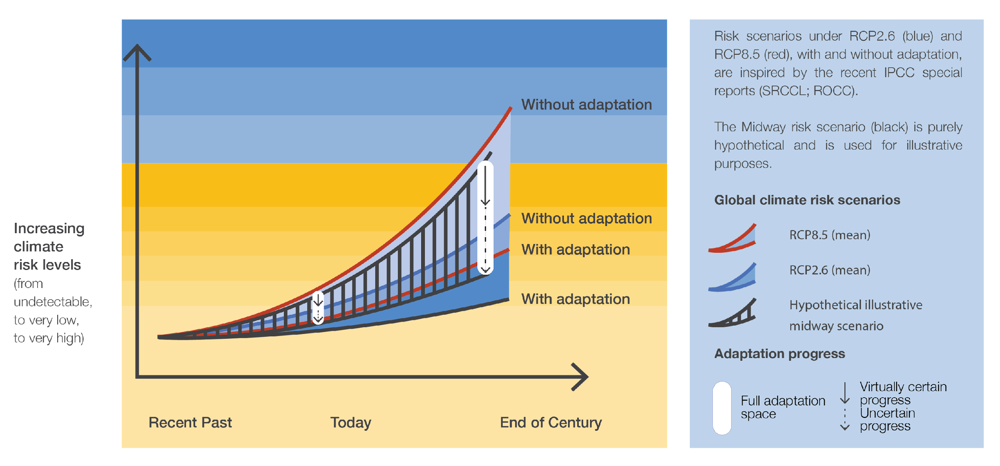 Increasing
climate
risk levels
(from
undetectable,
to very low,
to very high)
Without adaptation
Without adaptation
With adaptation
With adaptation
Recent Past
Today
End of Century
Risk scenarios under RCP2.6 (blue) and
RCP8.5 (red), with and without adaptation,
are inspired by the recent IPCC special
reports (SRCCL; ROCC).
The Midway risk scenario (black) is purely
hypothetical and is used for illustrative
purposes.
Global climate risk scenarios
RCP8.5 (mean)
RCP2.6 (mean)
Hypothetical illustrative
midway scenario
Adaptation progress
Full adaptation
space
Virtually certain
progress
Uncertain
progress